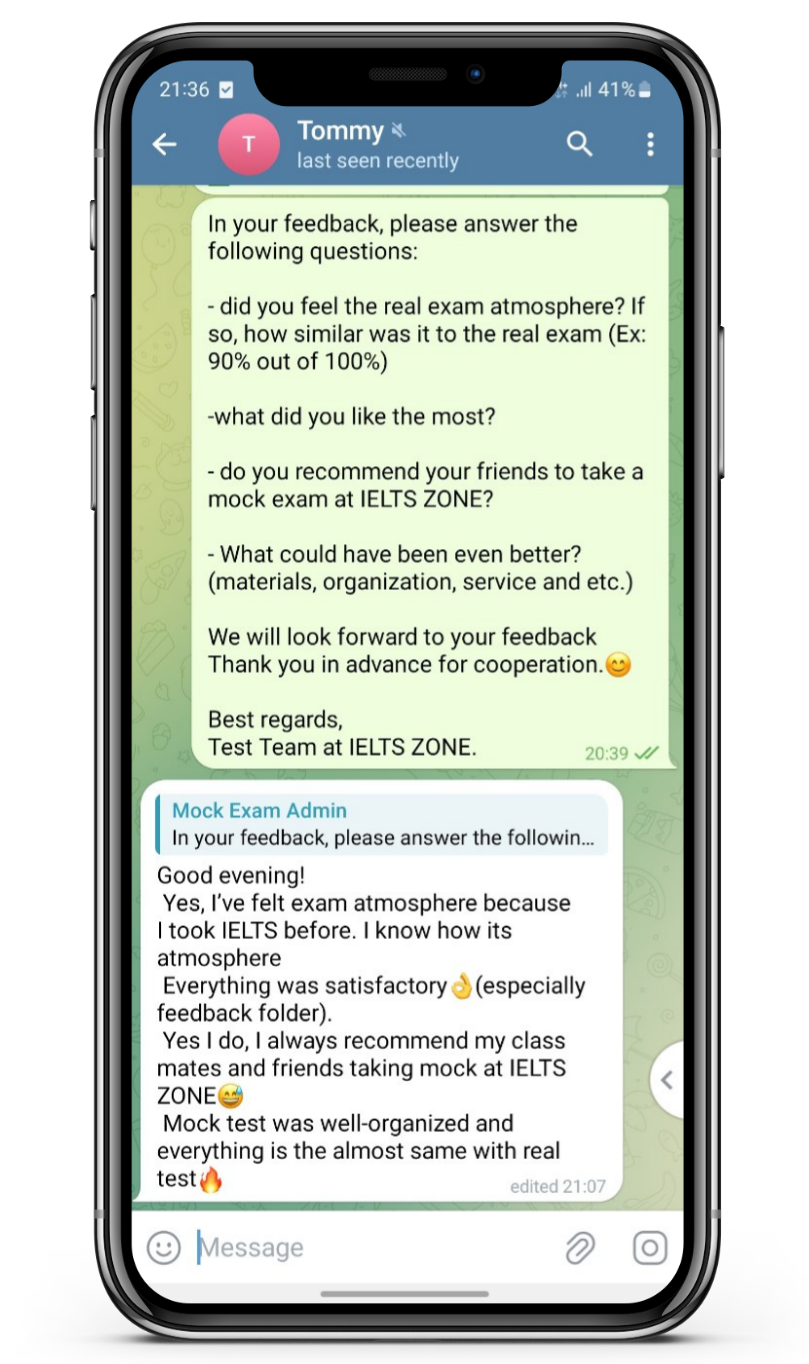 21:36
41%
T
Tommy
last seen recently
In your feedback, please answer the
following questions:
- did you feel the real exam atmosphere? If
so, how similar was it to the real exam (Ex:
90% out of 100%)
-what did you like the most?
- do you recommend your friends to take a
mock exam at IELTS ZONE?
- What could have been even better?
(materials, organization, service and etc.)
We will look forward to your feedback
Thank you in advance for cooperation.😊
Best regards,
Test Team at IELTS ZONE.
20:39
Mock Exam Admin
In your feedback, please answer the followin...
Good evening!
Yes, I’ve felt exam atmosphere because
I took IELTS before. I know how its
atmosphere
Everything was satisfactory👌(especially
feedback folder).
Yes I do, I always recommend my class
mates and friends taking mock at IELTS
ZONE😅
Mock test was well-organized and
everything is the almost same with real
test🔥
edited 21:07
Message